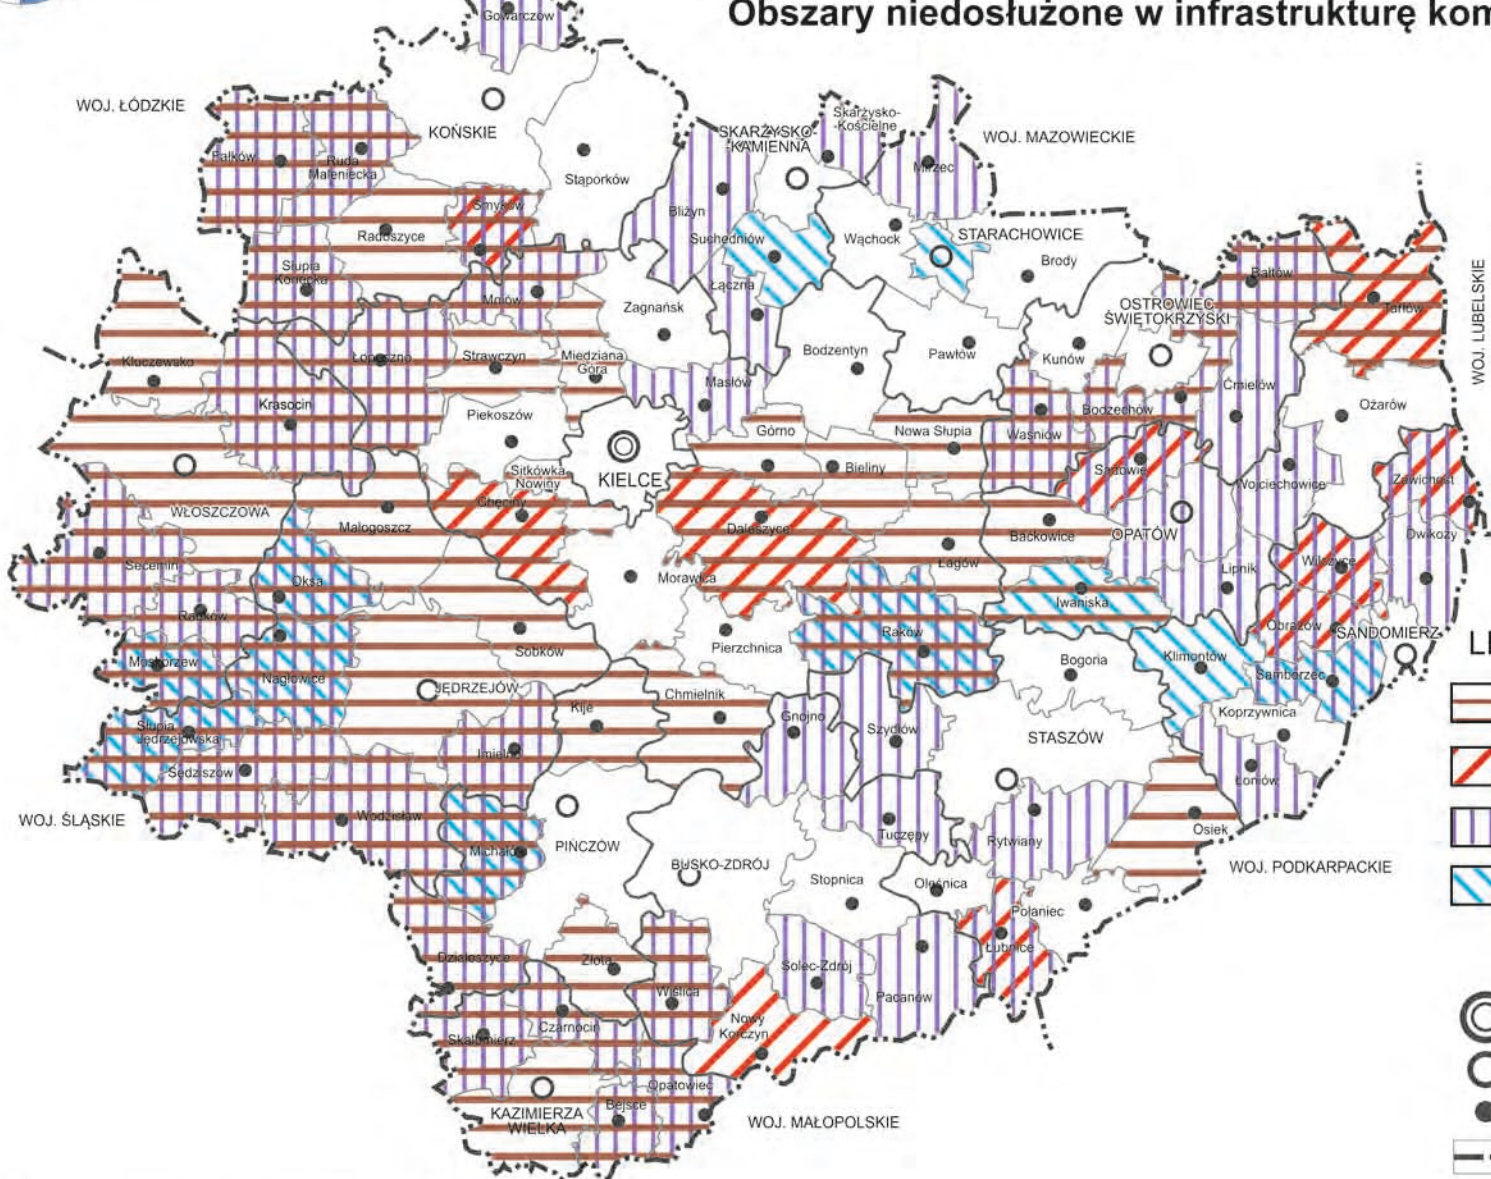 Obszary niedosłużone w infrastrukturę kom
Gowarczów
WOJ. ŁÓDZKIE
KOŃSKIE
SKARŻYSKO-
-KAMIENNA
Skarżysko-
-Kościelne
WOJ. MAZOWIECKIE
Fałków
Ruda
Maleniecka
Stąporków
Mirzec
Smyków
Bliżyn
Radoszyce
Suchedniów
Wąchock
STARACHOWICE
Brody
Słupia
Konecka
Mniów
Łączna
Zagnańsk
Bałtów
Tarłów
WOJ. LUBELSKIE
OSTROWIEC
ŚWIĘTOKRZYSKI
Kluczewsko
Łopuszno
Strawczyn
Miedziana
Góra
Bodzentyn
Pawłów
Kunów
Krasocin
Masłów
Ćmielów
Ożarów
Piekoszów
Górno
Nowa Słupia
Waśniów
Bodzechów
Sitkówka
Nowiny
KIELCE
Bieliny
Sadowie
Wojciechowice
Zawichost
WŁOSZCZOWA
Małogoszcz
Chęciny
Daleszyce
Baćkowice
OPATÓW
Dwikozy
Secemin
Oksa
Morawica
Łagów
Lipnik
Wilczyce
Iwaniska
Radków
Raków
Obrazów
SANDOMIERZ
Sobków
Pierzchnica
LE
Moskorzew
Nagłowice
Bogoria
Klimontów
Samborzec
JĘDRZEJÓW
Chmielnik
Kije
Gnojno
Koprzywnica
Słupia
Jędrzejowska
Szydłów
STASZÓW
Imielno
Sędziszów
Łoniów
WOJ. ŚLĄSKIE
Wodzisław
Michałów
PIŃCZÓW
Tuczępy
Rytwiany
Osiek
BUSKO-ZDRÓJ
WOJ. PODKARPACKIE
Stopnica
Oleśnica
Połaniec
Łubnice
Działoszyce
Złota
Wiślica
Solec-Zdrój
Pacanów
Nowy
Korczyn
Czarnocin
Skalbmierz
Opatowiec
KAZIMIERZA
WIELKA
Bejsce
WOJ. MAŁOPOLSKIE